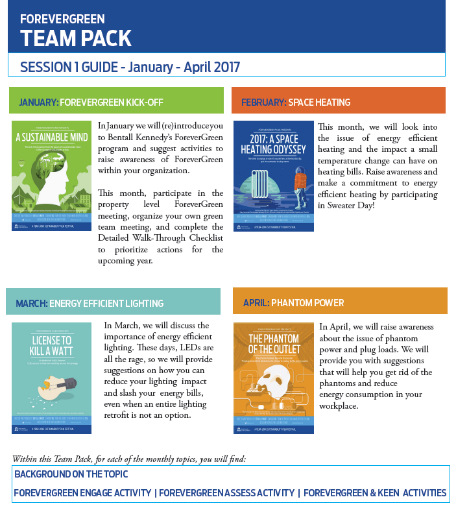 FOREVERGREEN
TEAM PACK
SESSION 1 GUIDE - January - April 2017
JANUARY: FOREVERGREEN KICK-OFF
A SUSTAINABLE MIND
In January we will (re)introduce you
to Bentall Kennedy's ForeverGreen
program and suggest activities to
raise awareness of ForeverGreen
within your organization.
This month, participate in the
property level ForeverGreen
meeting, organize your own green
team meeting, and complete the
Detailed Walk-Through Checklist
to prioritize actions for the
upcoming year.
FEBRUARY: SPACE HEATING
2017: A SPACE
HEATING ODYSSEY
This month, we will look into
the issue of energy efficient
heating and the impact a small
temperature change can have on
heating bills. Raise awareness and
make a commitment to energy
efficient heating by participating
in Sweater Day!
MARCH: ENERGY EFFICIENT LIGHTING
LICENSE TO
KILL A WATT
In March, we will discuss the
importance of energy efficient
lighting. These days, LEDs are
all the rage, so we will provide
suggestions on how you can
reduce your lighting impact
and slash your energy bills,
even when an entire lighting
retrofit is not an option.
APRIL: PHANTOM POWER
THE PHANTOM
OF THE OUTLET
In April, we will raise awareness
about the issue of phantom
power and plug loads. We will
provide you with suggestions
that will help you get rid of the
phantoms and reduce
energy consumption in your
workplace.
Within this Team Pack, for each of the monthly topics, you will find:
BACKGROUND ON THE TOPIC
FOREVERGREEN ENGAGE ACTIVITY | FOREVERGREEN ASSESS ACTIVITY | FOREVERGREEN & KEEN ACTIVITIES